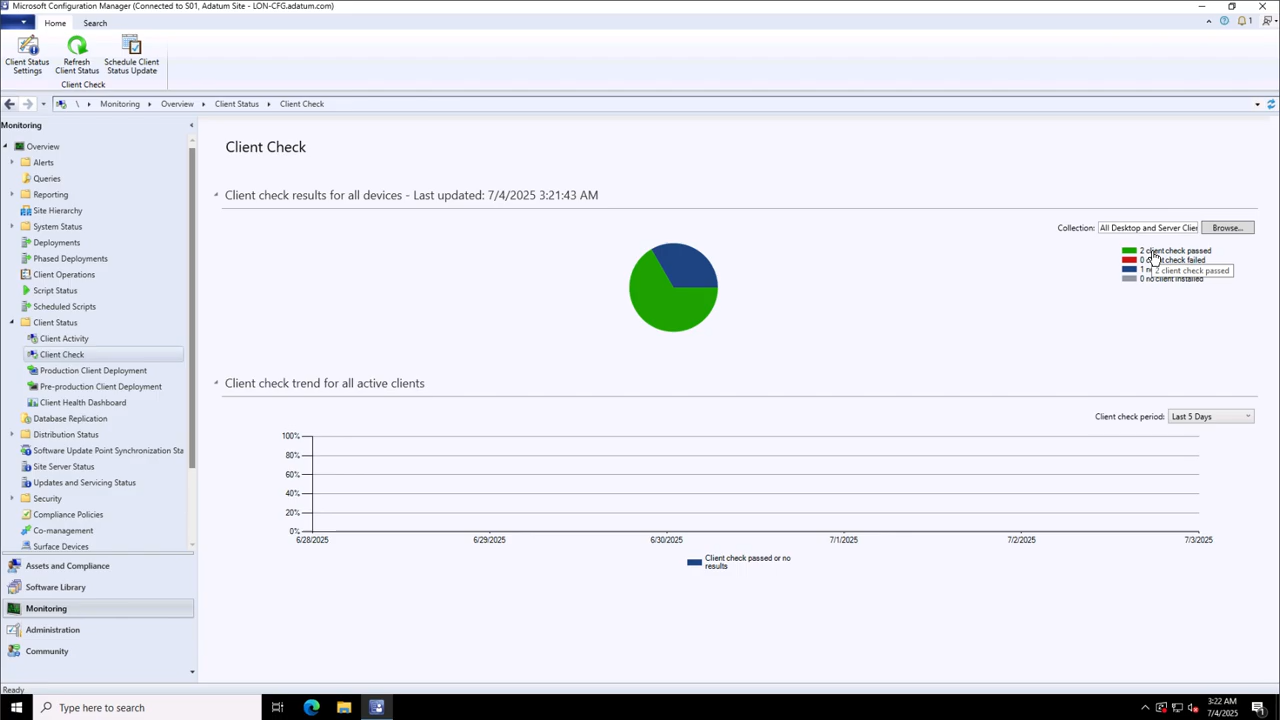 Microsoft Configuration Manager (Connected to S01, Adatum Site - LON-CFG.adatum.com)
Home
Search
1
Client Status Settings
Refresh Client Status
Schedule Client Status Update
Client Check
\ Monitoring Overview Client Status Client Check
Monitoring
Overview
Alerts
Queries
Reporting
Site Hierarchy
System Status
Deployments
Phased Deployments
Client Operations
Script Status
Scheduled Scripts
Client Status
Client Activity
Client Check
Production Client Deployment
Pre-production Client Deployment
Client Health Dashboard
Database Replication
Distribution Status
Software Update Point Synchronization Sta
Site Server Status
Updates and Servicing Status
Security
Compliance Policies
Co-management
Surface Devices
Assets and Compliance
Software Library
Monitoring
Administration
Community
Ready
Client Check
Client check results for all devices - Last updated: 7/4/2025 3:21:43 AM
Collection: All Desktop and Server Clie Browse...
2 client check passed
0 client check failed
1
2 client check passed
0 no client installed
Client check trend for all active clients
Client check period: Last 5 Days
100%
80%
60%
40%
20%
0%
6/28/2025 6/29/2025 6/30/2025 7/1/2025 7/2/2025 7/3/2025
Client check passed or no
results
Type here to search
3:22 AM
7/4/2025
1